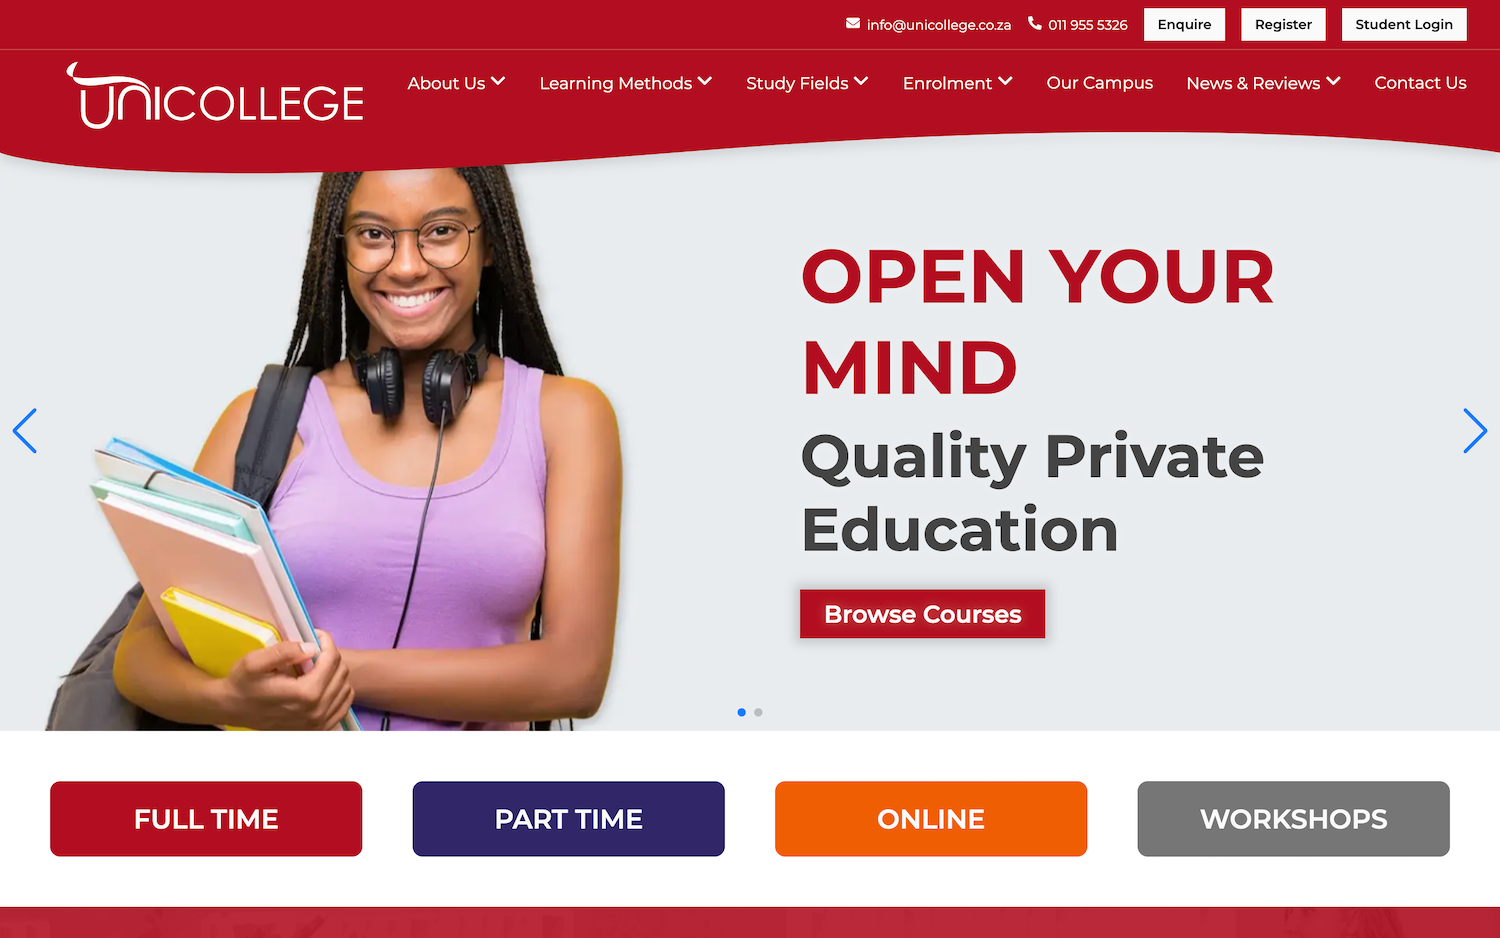 info@unicollege.co.za 011 955 5326 Enquire Register Student Login
UNICOLLEGE
About Us Learning Methods Study Fields Enrolment Our Campus News & Reviews Contact Us
OPEN YOUR
MIND
Quality Private
Education
Browse Courses
FULL TIME PART TIME ONLINE WORKSHOPS